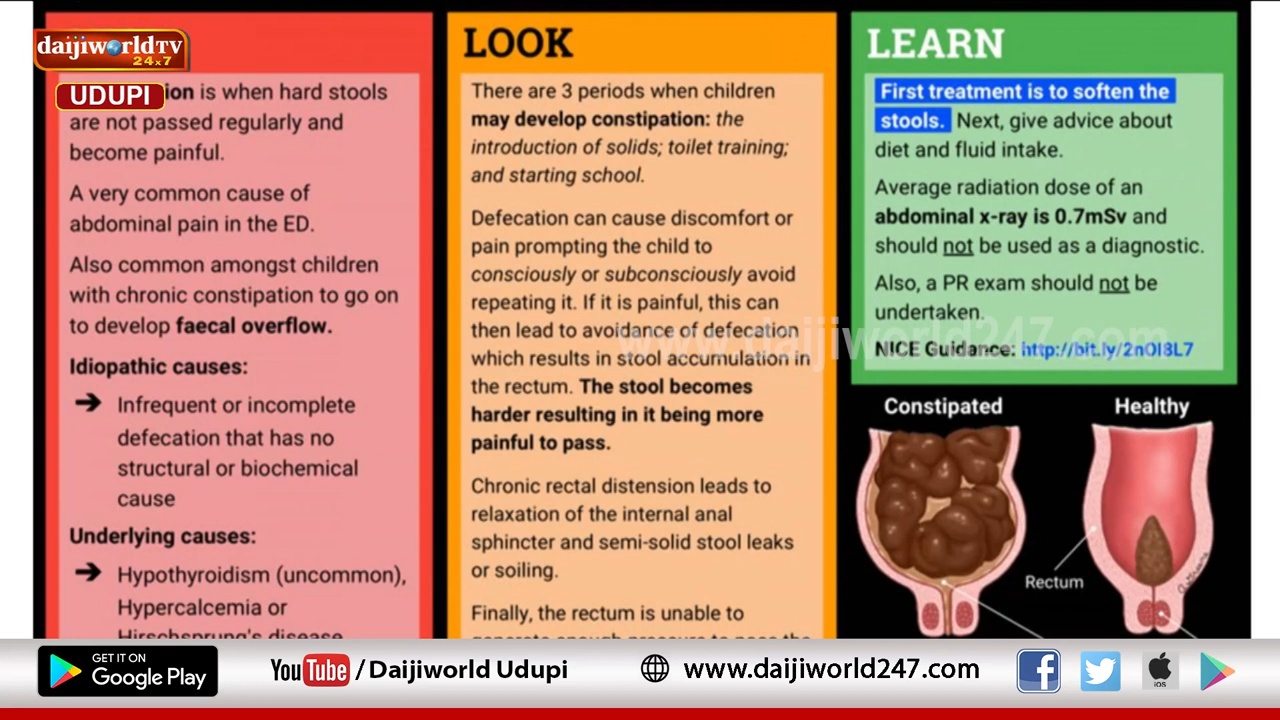 daijiworldTV
24x7
UDUPI
ion is when hard stools
are not passed regularly and
become painful.
A very common cause of
abdominal pain in the ED.
Also common amongst children
with chronic constipation to go on
to develop faecal overflow.
Idiopathic causes:
➔ Infrequent or incomplete
defecation that has no
structural or biochemical
cause
Underlying causes:
➔ Hypothyroidism (uncommon),
Hypercalcemia or
Hirschsprung's disease
LOOK
There are 3 periods when children
may develop constipation: the
introduction of solids; toilet training;
and starting school.
Defecation can cause discomfort or
pain prompting the child to
consciously or subconsciously avoid
repeating it. If it is painful, this can
then lead to avoidance of defecation
which results in stool accumulation in
the rectum. The stool becomes
harder resulting in it being more
painful to pass.
Chronic rectal distension leads to
relaxation of the internal anal
sphincter and semi-solid stool leaks
or soiling.
Finally, the rectum is unable to
generate enough pressure to pass the
LEARN
First treatment is to soften the
stools. Next, give advice about
diet and fluid intake.
Average radiation dose of an
abdominal x-ray is 0.7mSv and
should not be used as a diagnostic.
Also, a PR exam should not be
undertaken.
NICE Guidance: http://bit.ly/2nOI8L7
www.daijiworld247.com
Constipated
Healthy
Rectum
GET IT ON
Google Play
YouTube / Daijiworld Udupi
www.daijiworld247.com
iOS